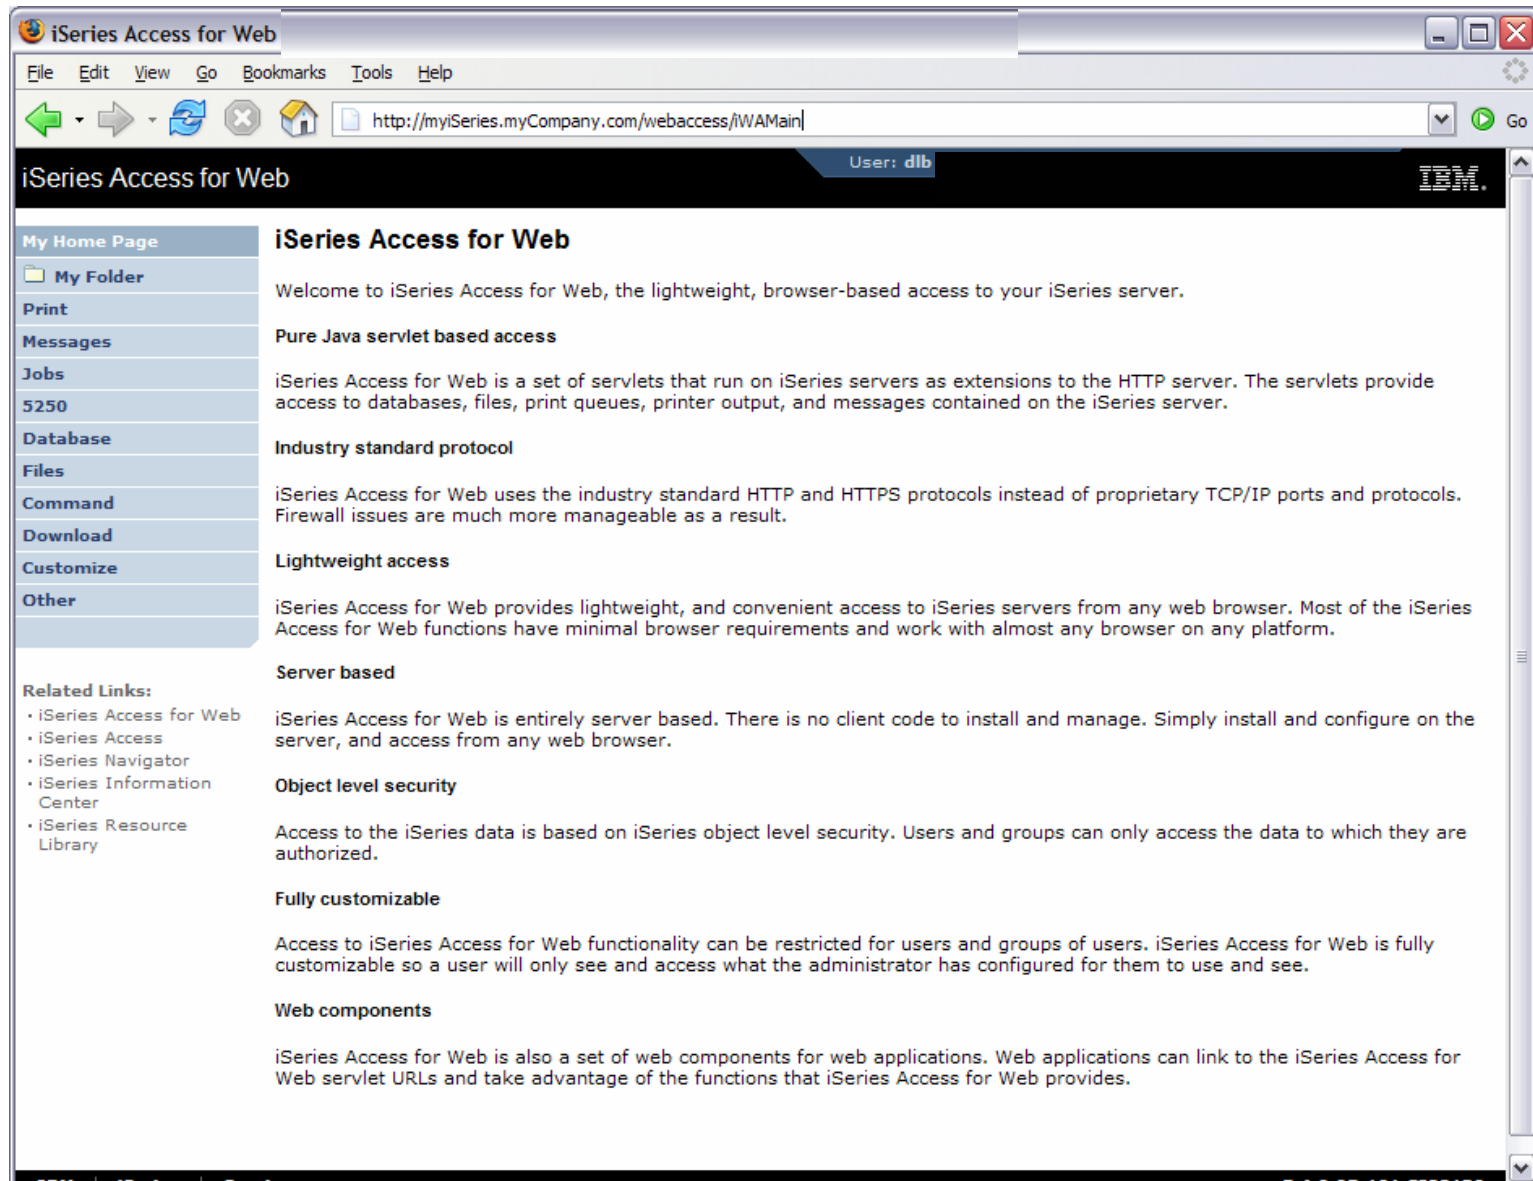 iSeries Access for Web
File Edit View Go Bookmarks Tools Help
http://myiSeries.myCompany.com/webaccess/iWAMain
Go
iSeries Access for Web
User: dlb
IBM.
My Home Page
My Folder
Print
Messages
Jobs
5250
Database
Files
Command
Download
Customize
Other
Related Links:
• iSeries Access for Web
• iSeries Access
• iSeries Navigator
• iSeries Information
Center
• iSeries Resource
Library
iSeries Access for Web
Welcome to iSeries Access for Web, the lightweight, browser-based access to your iSeries server.
Pure Java servlet based access
iSeries Access for Web is a set of servlets that run on iSeries servers as extensions to the HTTP server. The servlets provide
access to databases, files, print queues, printer output, and messages contained on the iSeries server.
Industry standard protocol
iSeries Access for Web uses the industry standard HTTP and HTTPS protocols instead of proprietary TCP/IP ports and protocols.
Firewall issues are much more manageable as a result.
Lightweight access
iSeries Access for Web provides lightweight, and convenient access to iSeries servers from any web browser. Most of the iSeries
Access for Web functions have minimal browser requirements and work with almost any browser on any platform.
Server based
iSeries Access for Web is entirely server based. There is no client code to install and manage. Simply install and configure on the
server, and access from any web browser.
Object level security
Access to the iSeries data is based on iSeries object level security. Users and groups can only access the data to which they are
authorized.
Fully customizable
Access to iSeries Access for Web functionality can be restricted for users and groups of users. iSeries Access for Web is fully
customizable so a user will only see and access what the administrator has configured for them to use and see.
Web components
iSeries Access for Web is also a set of web components for web applications. Web applications can link to the iSeries Access for
Web servlet URLs and take advantage of the functions that iSeries Access for Web provides.